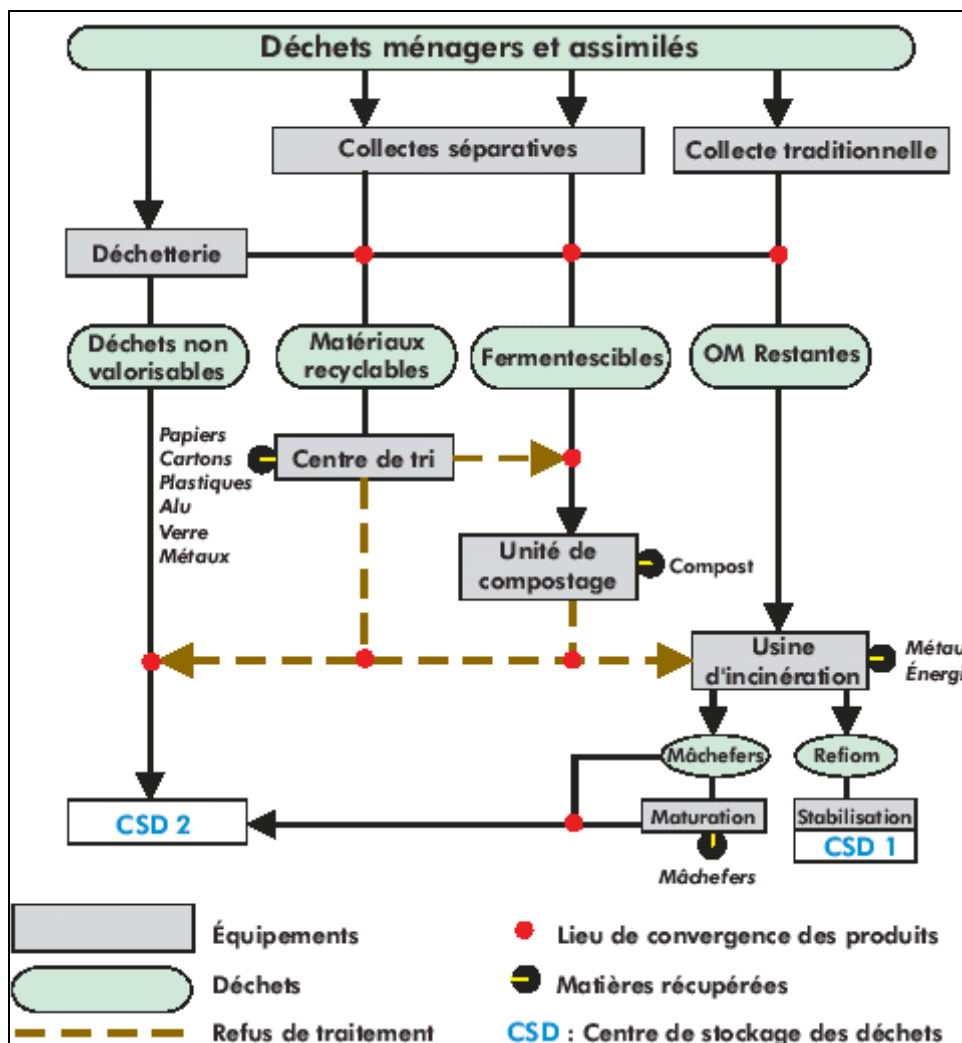 Déchets ménagers et assimilés
Collectes séparatives
Collecte traditionnelle
Déchetterie
Déchets non
valorisables
Matériaux
recyclables
Fermentescibles
OM Restantes
Papiers
Cartons
Plastiques
Alu
Verre
Métaux
Centre de tri
Unité de
compostage
Compost
Usine
d'incinération
Métau
Énergi
Mâchefers
Refiom
CSD 2
Maturation
Stabilisation
CSD 1
Mâchefers
Équipements
Lieu de convergence des produits
Déchets
Matières récupérées
Refus de traitement
CSD : Centre de stockage des déchets